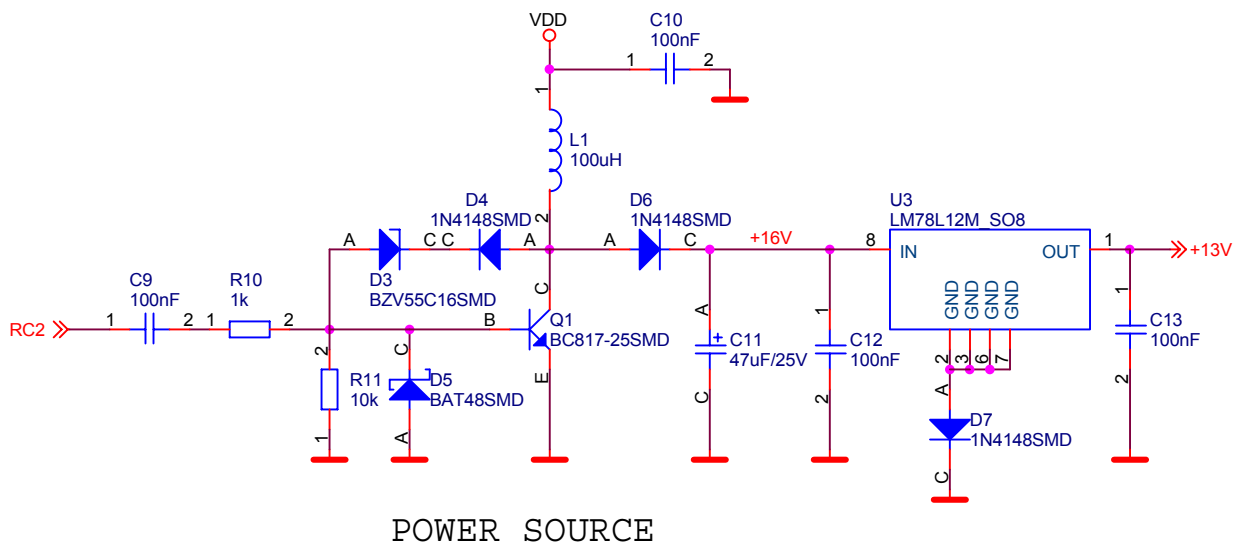 VDD
C10
100nF
1
2
1
L1
100uH
2
D4
1N4148SMD
D6
1N4148SMD
U3
LM78L12M_SO8
A
C
C
A
A
C
+16V
8
IN
OUT
1
+13V
D3
BZV55C16SMD
C9
100nF
R10
1k
C
GND
GND
GND
GND
RC2
1
2
1
2
B
Q1
BC817-25SMD
A
1
1
2
C
C11
47uF/25V
C12
100nF
2
3
6
7
C13
100nF
R11
10k
D5
BAT48SMD
E
C
2
A
2
1
A
D7
1N4148SMD
C
POWER SOURCE